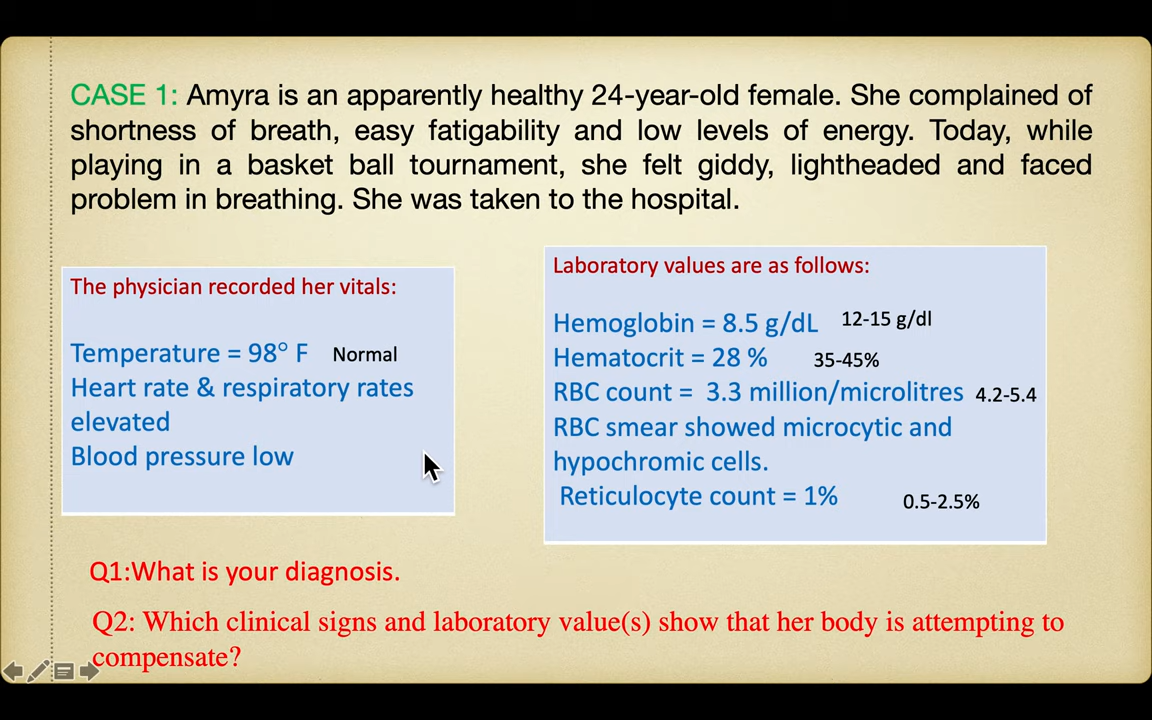 CASE 1: Amyra is an apparently healthy 24-year-old female. She complained of
shortness of breath, easy fatigability and low levels of energy. Today, while
playing in a basket ball tournament, she felt giddy, lightheaded and faced
problem in breathing. She was taken to the hospital.
The physician recorded her vitals:
Temperature = 98° F Normal
Heart rate & respiratory rates
elevated
Blood pressure low
Laboratory values are as follows:
Hemoglobin = 8.5 g/dL 12-15 g/dl
Hematocrit = 28 % 35-45%
RBC count = 3.3 million/microlitres 4.2-5.4
RBC smear showed microcytic and
hypochromic cells.
Reticulocyte count = 1% 0.5-2.5%
Q1:What is your diagnosis.
Q2: Which clinical signs and laboratory value(s) show that her body is attempting to
compensate?